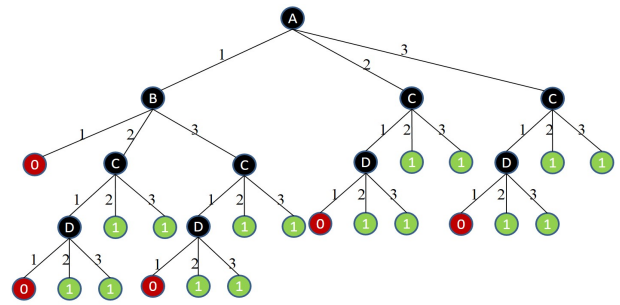 A
1 2 3
B C C
1 2 3 1 2 3 1 2 3
0 C C D 1 1 D 1 1
1 2 3 1 2 3 1 2 3 1 2 3
D 1 1 D 1 1 0 1 1 0 1 1
1 2 3 1 2 3
0 1 1 0 1 1